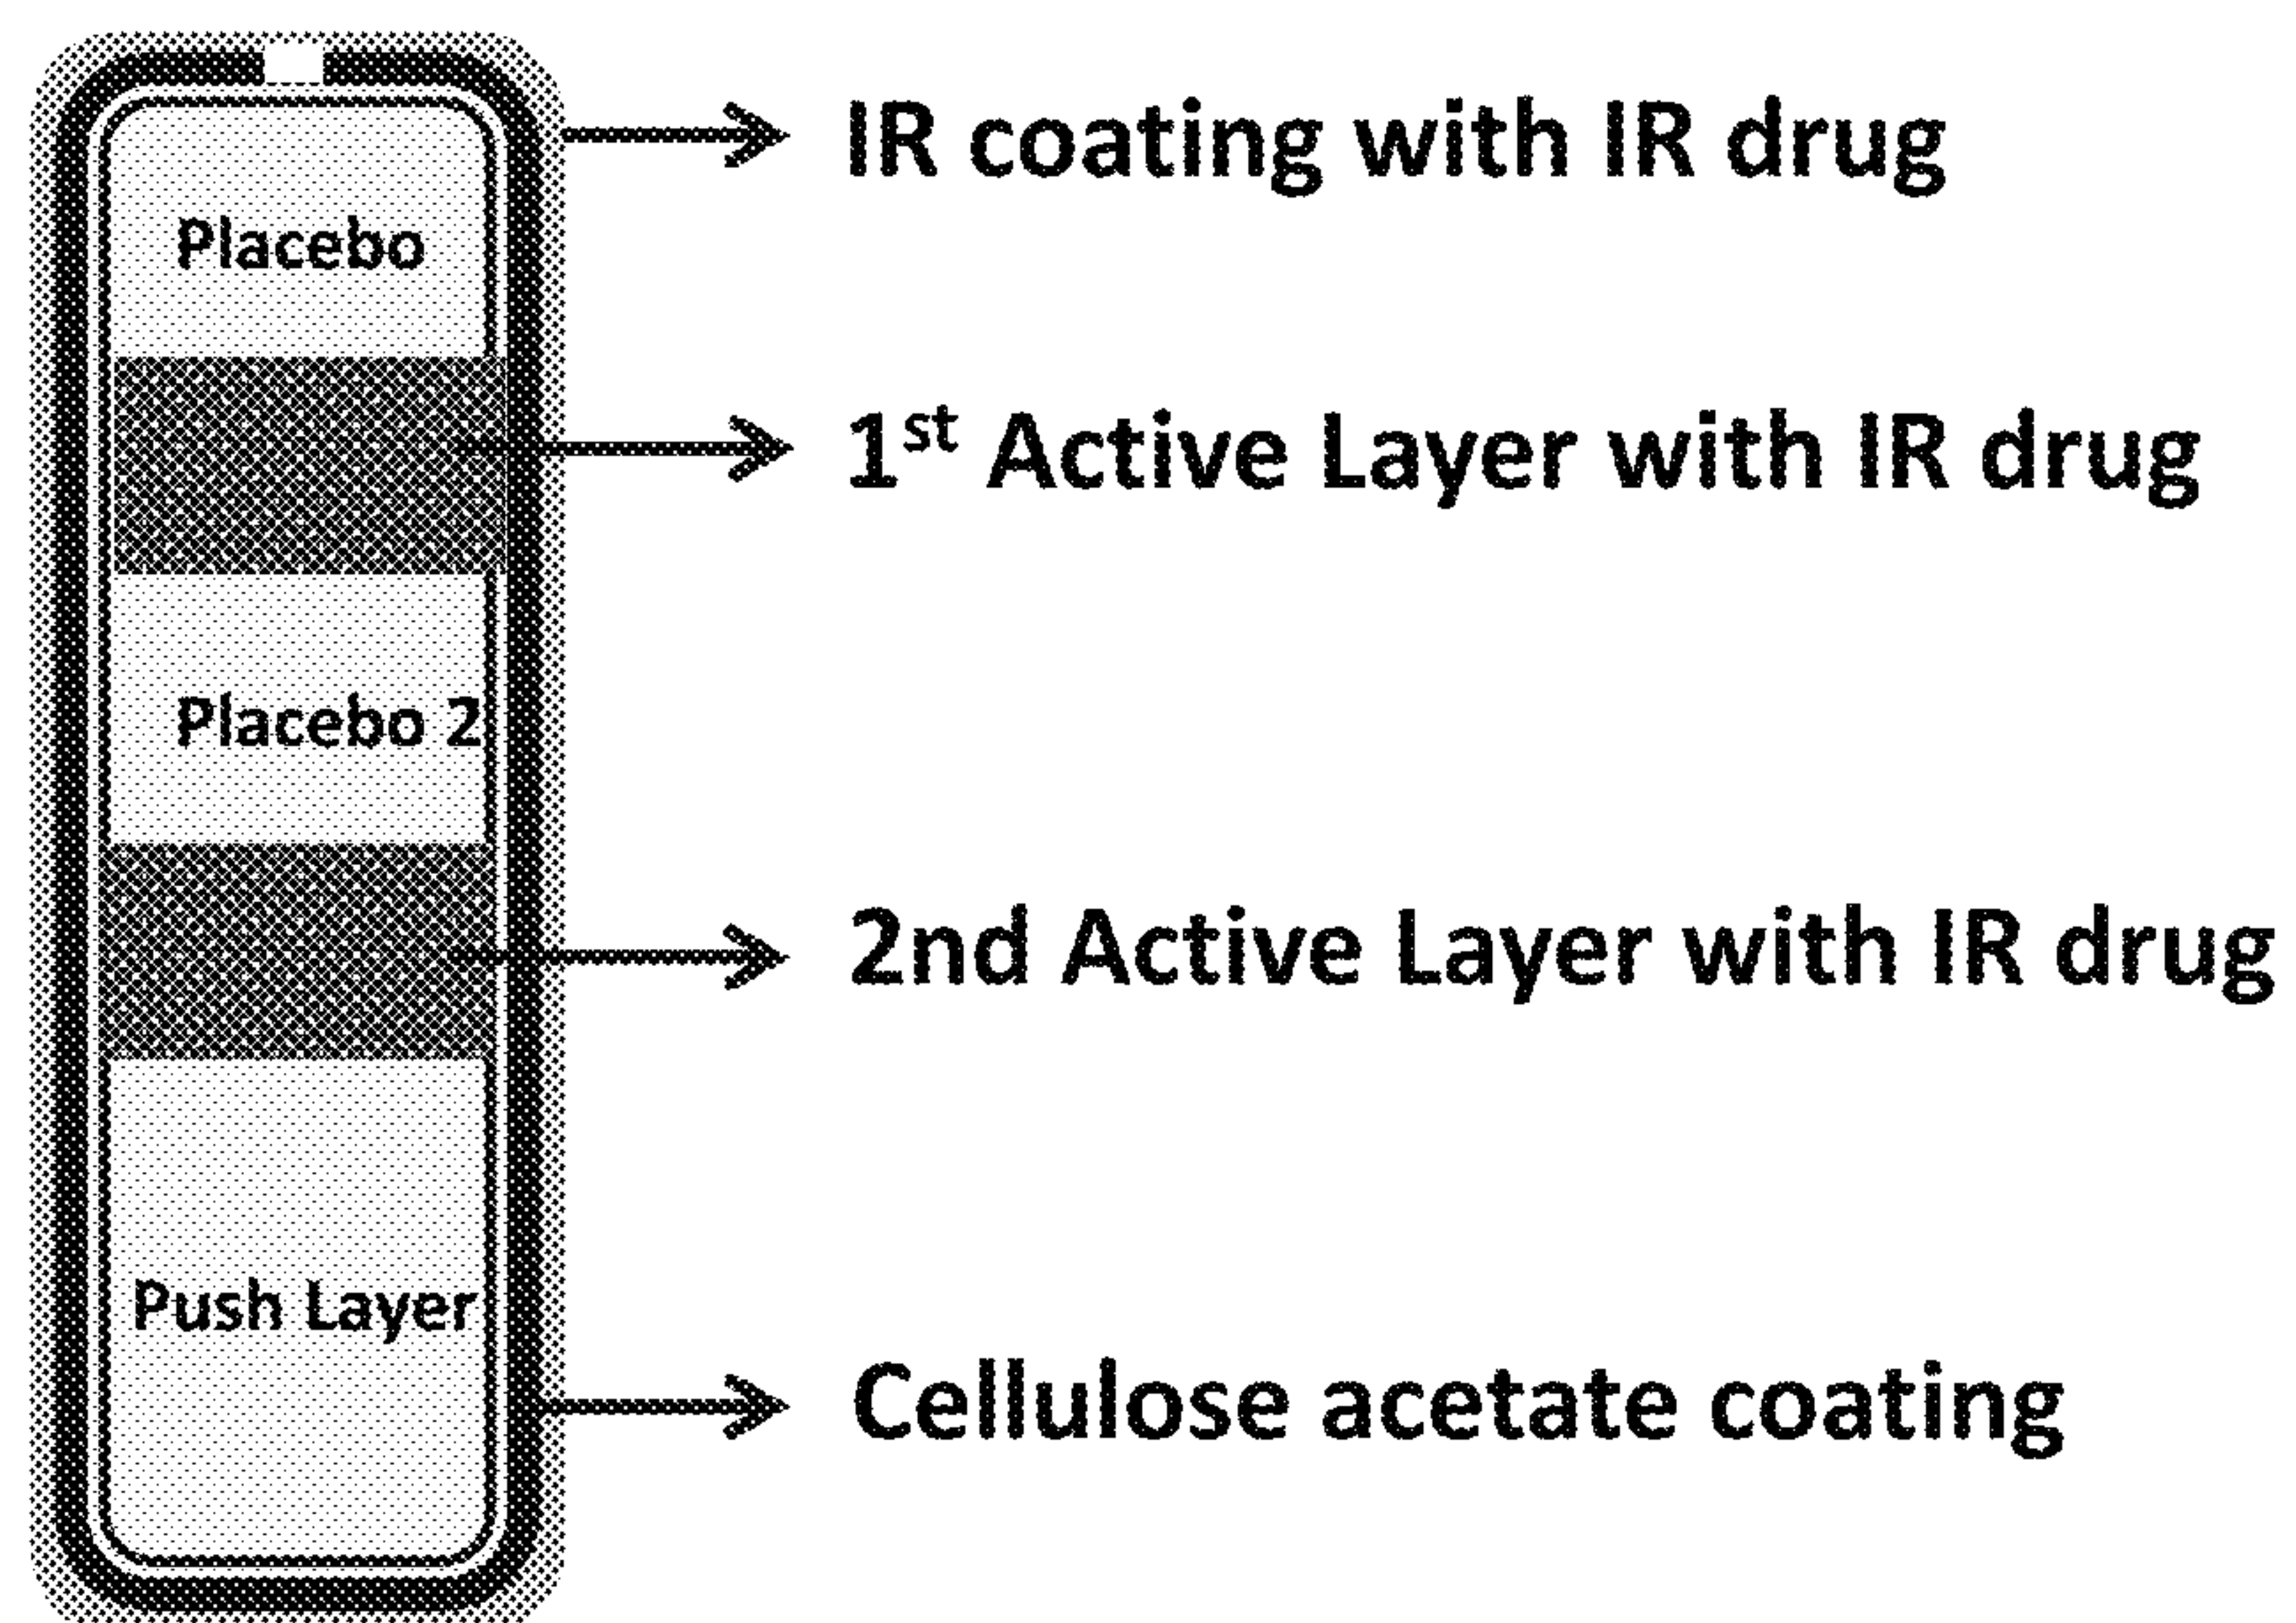 IR coating with IR drug
Placebo
1st Active Layer with IR drug
Placebo 2
2nd Active Layer with IR drug
Push Layer
Cellulose acetate coating